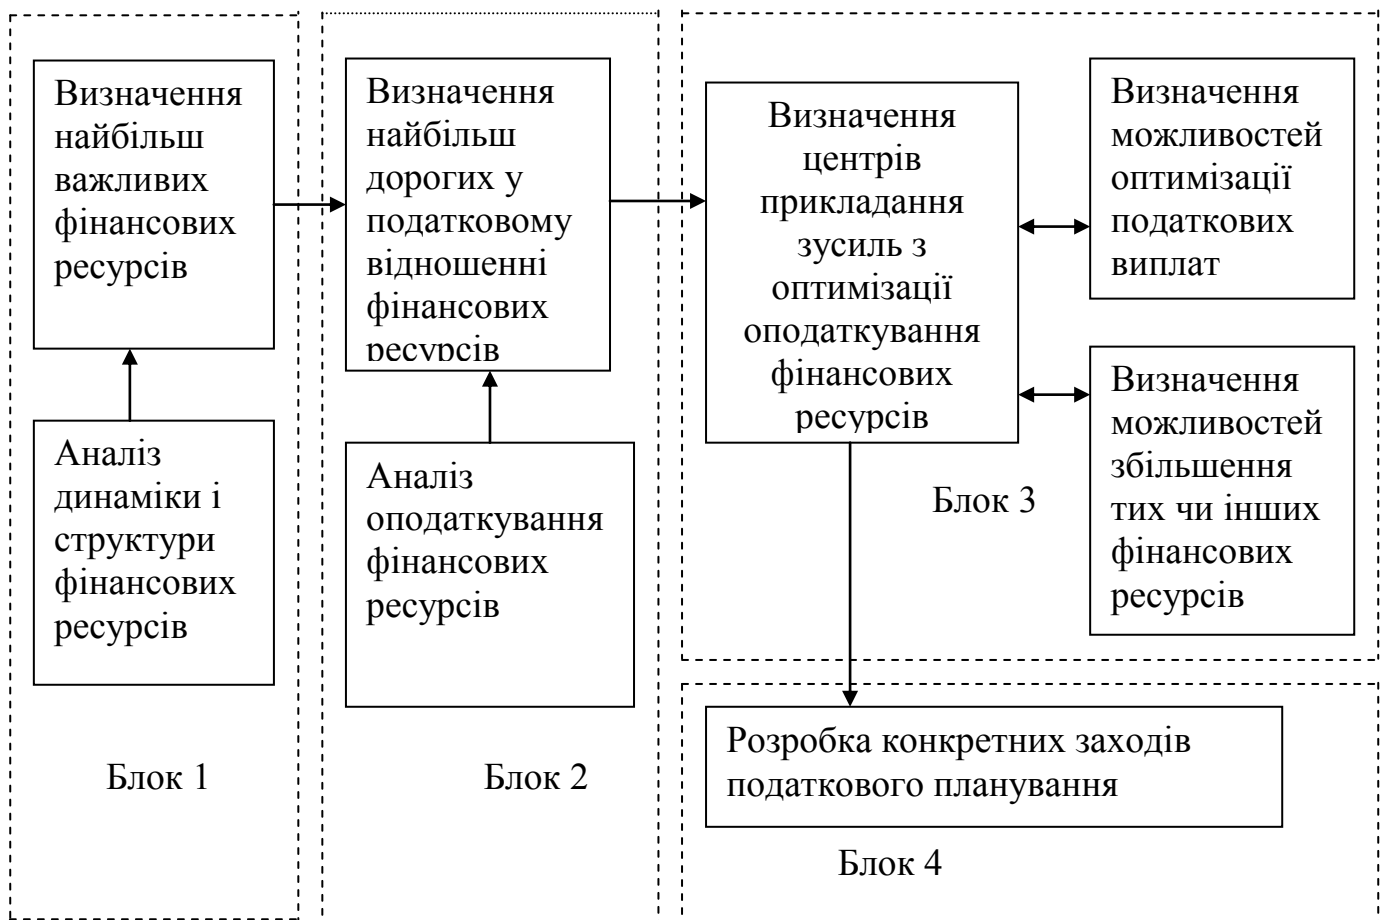 Визначення
найбільш
важливих
фінансових
ресурсів
Аналіз
динаміки і
структури
фінансових
ресурсів
Блок 1
Визначення
найбільш
дорогих у
податковому
відношенні
фінансових
ресурсів
Аналіз
оподаткування
фінансових
ресурсів
Блок 2
Визначення
центрів
прикладання
зусиль з
оптимізації
оподаткування
фінансових
ресурсів
Визначення
можливостей
оптимізації
податкових
виплат
Визначення
можливостей
збільшення
тих чи інших
фінансових
ресурсів
Блок 3
Розробка конкретних заходів
податкового планування
Блок 4